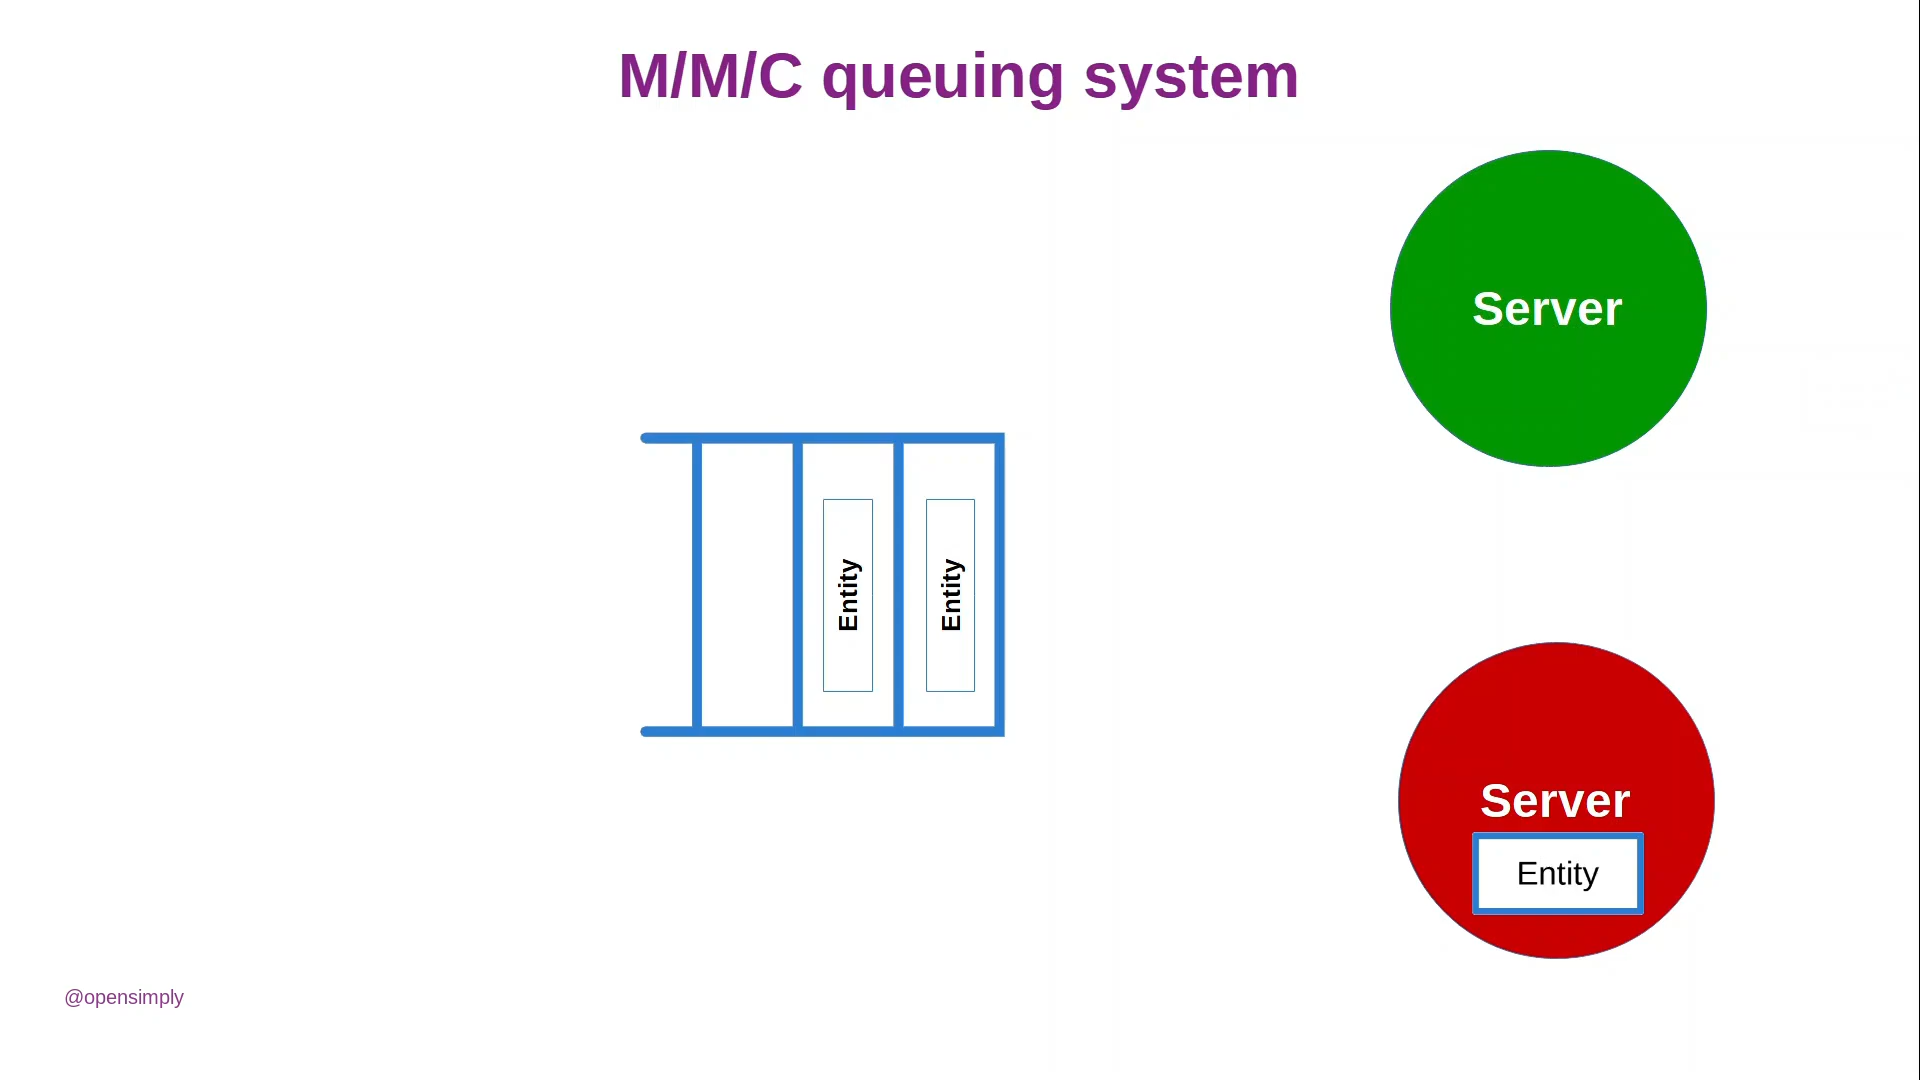 M/M/C queuing system
Server
Entity
Entity
Server
Entity
@opensimply